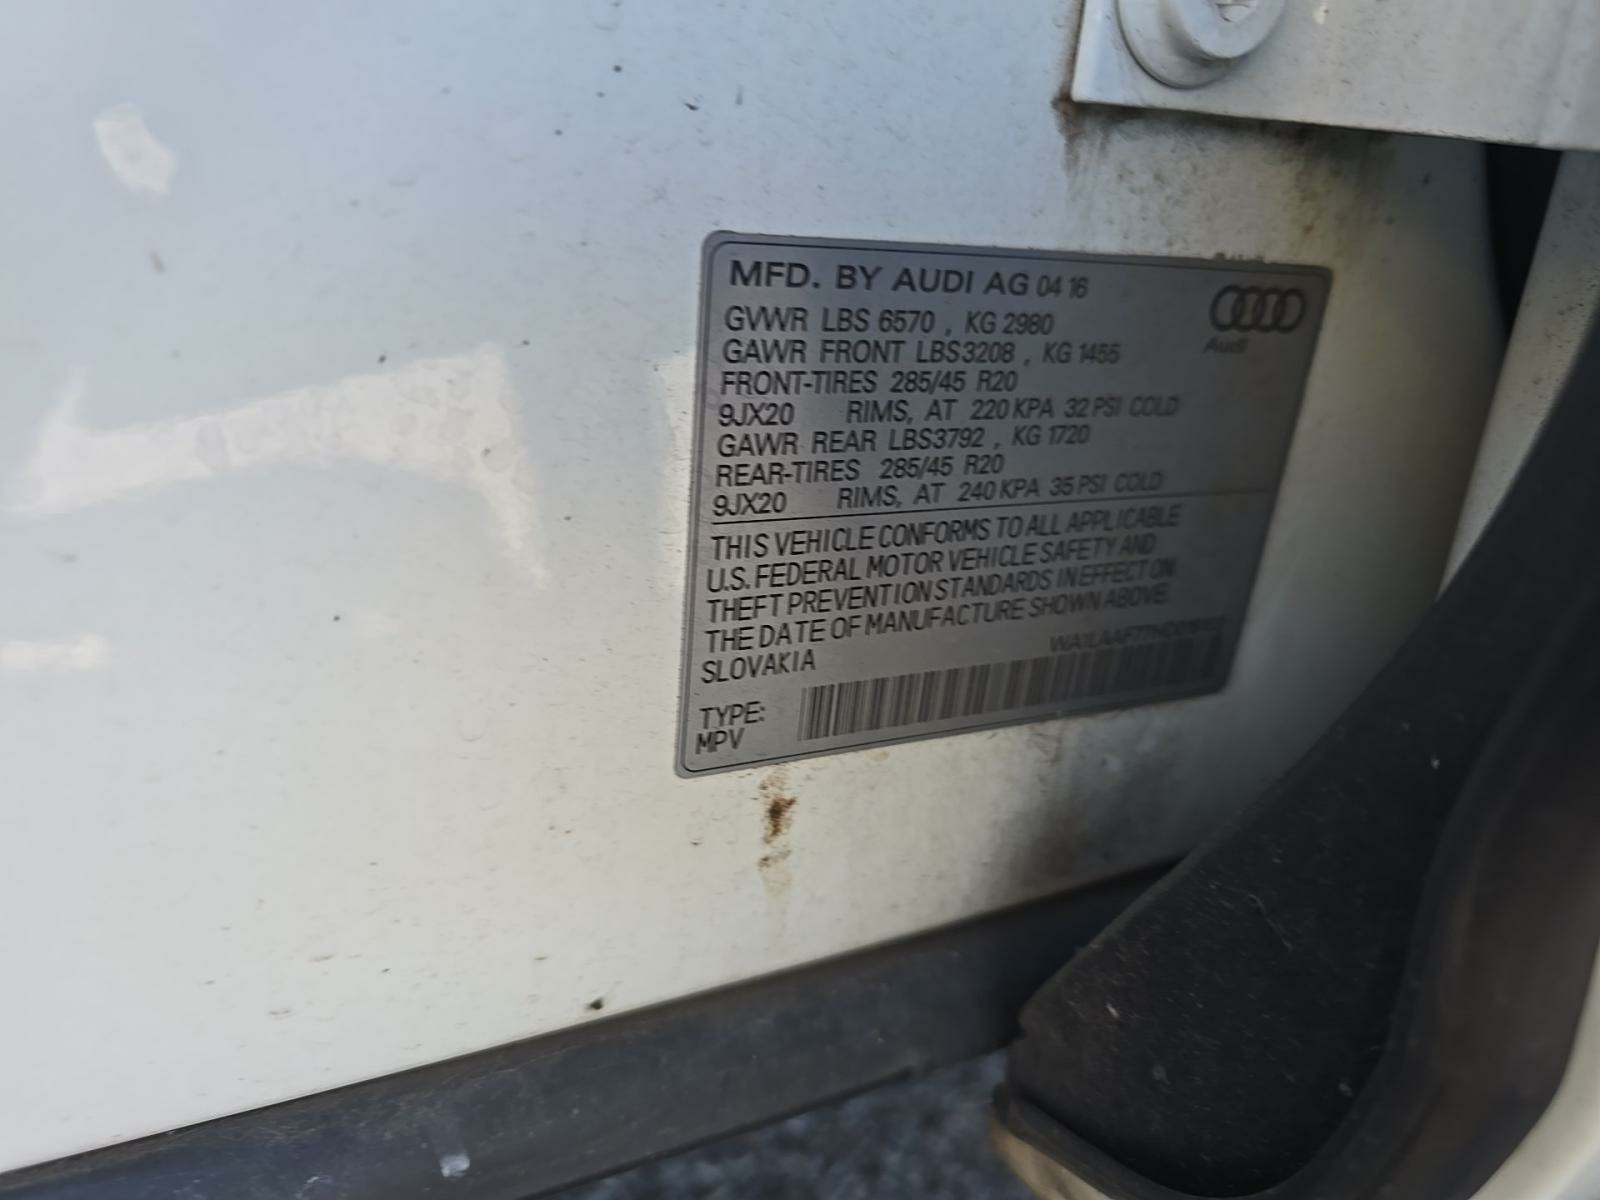 MFD. BY AUDI AG 04 16
Audi
GVWR LBS 6570 , KG 2980
GAWR FRONT LBS3208 , KG 1455
FRONT-TIRES 285/45 R20
9JX20 RIMS, AT 220 KPA 32 PSI COLD
GAWR REAR LBS3792 , KG 1720
REAR-TIRES 285/45 R20
9JX20 RIMS, AT 240 KPA 35 PSI COLD
THIS VEHICLE CONFORMS TO ALL APPLICABLE
U.S. FEDERAL MOTOR VEHICLE SAFETY AND
THEFT PREVENTION STANDARDS IN EFFECT ON
THE DATE OF MANUFACTURE SHOWN ABOVE.
SLOVAKIA
TYPE:
MPV